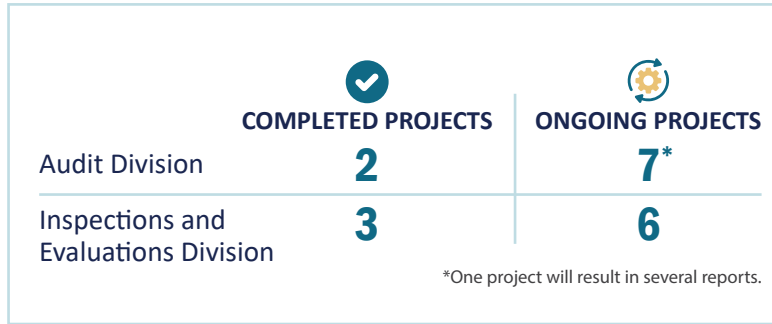 COMPLETED PROJECTS ONGOING PROJECTS
Audit Division 2 7*
Inspections and
Evaluations Division 3 6
*One project will result in several reports.